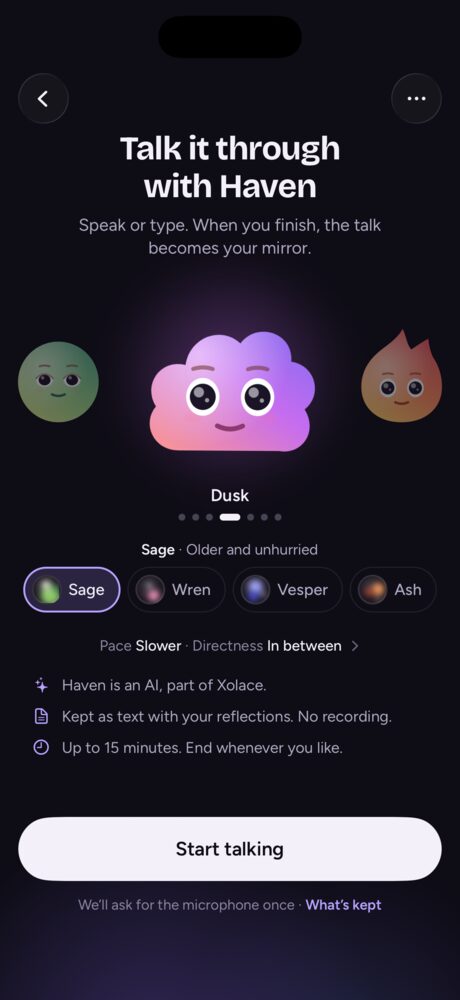 Talk it through
with Haven
Speak or type. When you finish, the talk
becomes your mirror.
Dusk
Sage · Older and unhurried
Sage
Wren
Vesper
Ash
Pace Slower · Directness In between
Haven is an AI, part of Xolace.
Kept as text with your reflections. No recording.
Up to 15 minutes. End whenever you like.
Start talking
We’ll ask for the microphone once · What’s kept